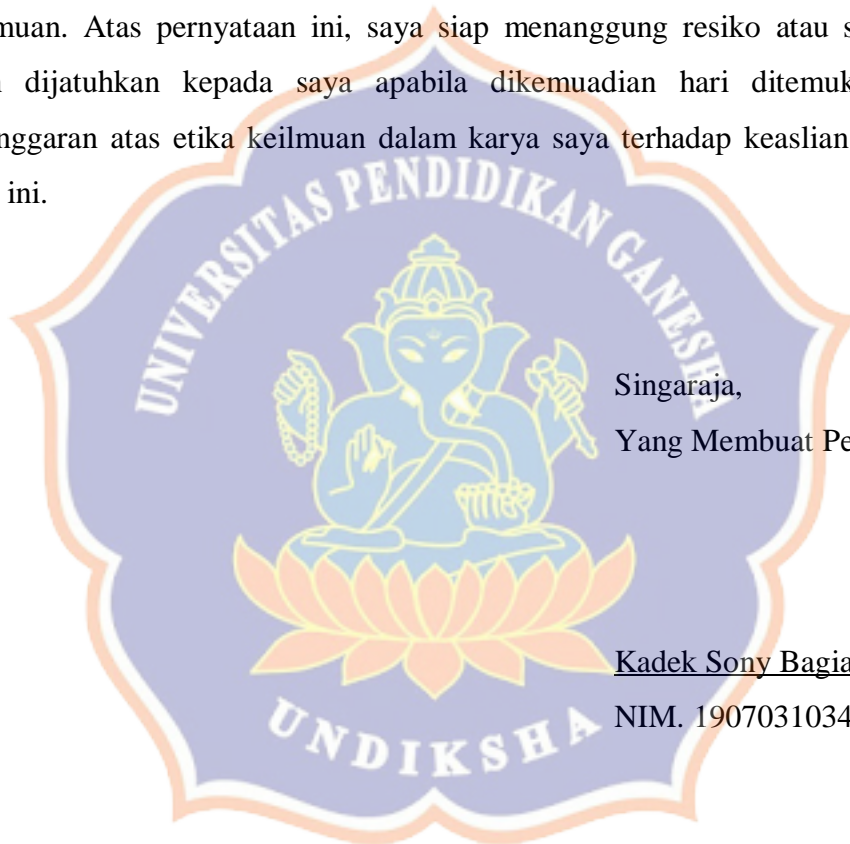 muan. Atas pernyataan ini, saya siap menanggung resiko atau s
dijatuhkan kepada saya apabila dikemuadian hari ditemuk
nggaran atas etika keilmuan dalam karya saya terhadap keaslian
ini.
UNIVERSITAS PENDIDIKAN GANESHA
Singaraja,
Yang Membuat Pe
Kadek Sony Bagia
NIM. 1907031034
UNDIKSHA